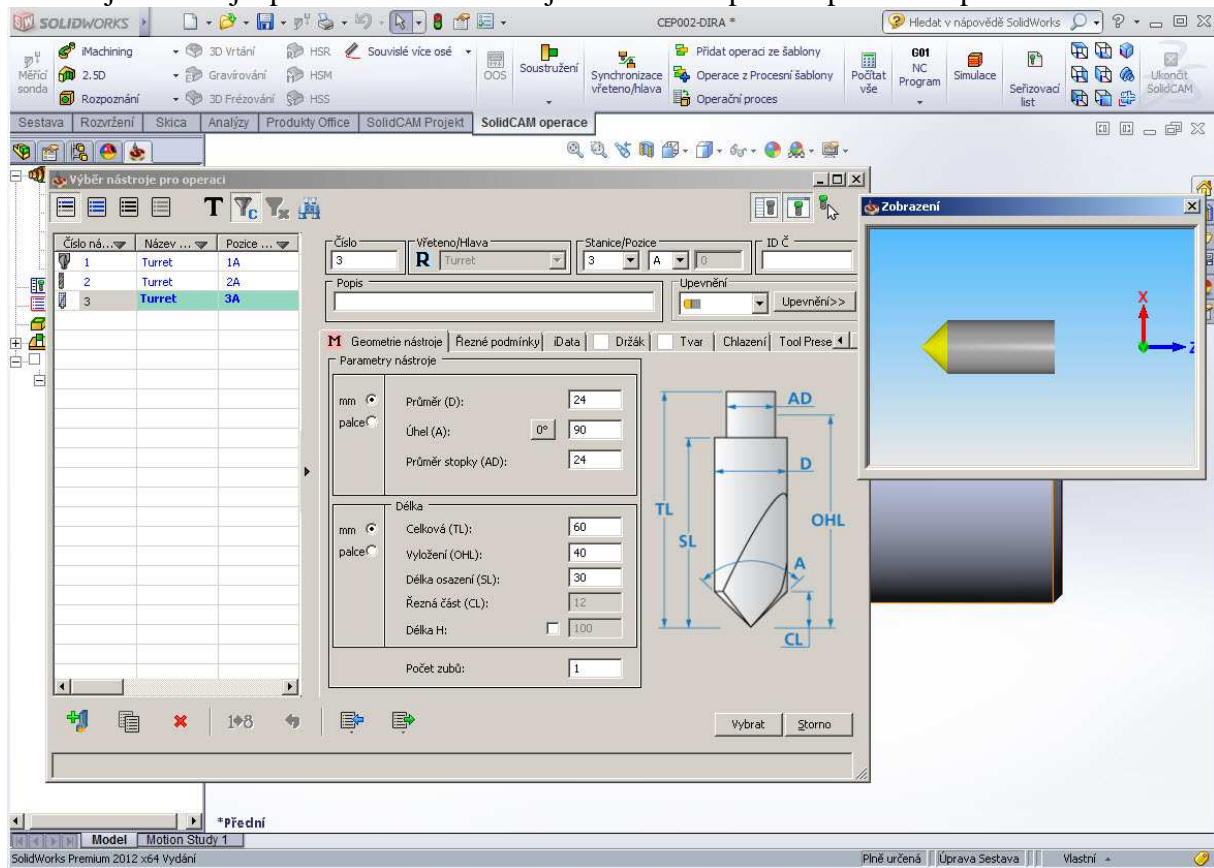 SOLIDWORKS
CEP002-DIRA *
Hledat v nápovědě SolidWorks
Měřící sonda
iMachining
2.5D
Rozpoznání
3D Vrtání
Gravírování
3D Frézování
HSR
HSM
HSS
Souvislé více osé
OOS
Soustružení
Synchronizace vřeteno/hlava
Přidat operaci ze šablony
Operace z Procesní šablony
Operační proces
Počítat vše
G01
NC Program
Simulace
Seřizovací list
Ukončit SolidCAM
Sestava Rozvržení Skica Analýzy Produkty Office SolidCAM Projekt SolidCAM operace
Výběr nástroje pro operaci
Zobrazení
T
Číslo ná... Název ... Pozice ...
1 Turret 1A
2 Turret 2A
3 Turret 3A
Číslo
3
Vřeteno/Hlava
R Turret
Stanice/Pozice
3 A 0
ID Č
Popis
Upevnění
Upevnění>>
M Geometrie nástroje Řezné podmínky iData Držák Tvar Chlazení Tool Prese
Parametry nástroje
mm
palce
Průměr (D): 24
Úhel (A): 0° 90
Průměr stopky (AD): 24
Délka
mm
palce
Celková (TL): 60
Vyložení (OHL): 40
Délka osazení (SL): 30
Řezná část (CL): 12
Délka H: 100
Počet zubů: 1
AD
D
TL
SL
OHL
A
CL
X
Z
Vybrat Storno
*Přední
Model Motion Study 1
SolidWorks Premium 2012 x64 Vydání
Plně určená Úprava Sestava Vlastní